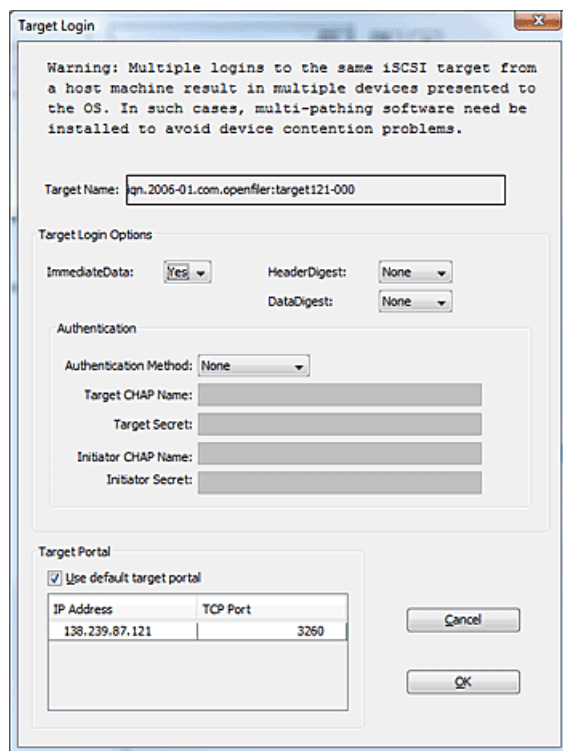 Target Login
Warning: Multiple logins to the same iSCSI target from
a host machine result in multiple devices presented to
the OS. In such cases, multi-pathing software need be
installed to avoid device contention problems.
Target Name: iqn.2006-01.com.openfiler:target121-000
Target Login Options
ImmediateData: Yes HeaderDigest: None
DataDigest: None
Authentication
Authentication Method: None
Target CHAP Name:
Target Secret:
Initiator CHAP Name:
Initiator Secret:
Target Portal
Use default target portal
IP Address TCP Port
138.239.87.121 3260
Cancel
OK